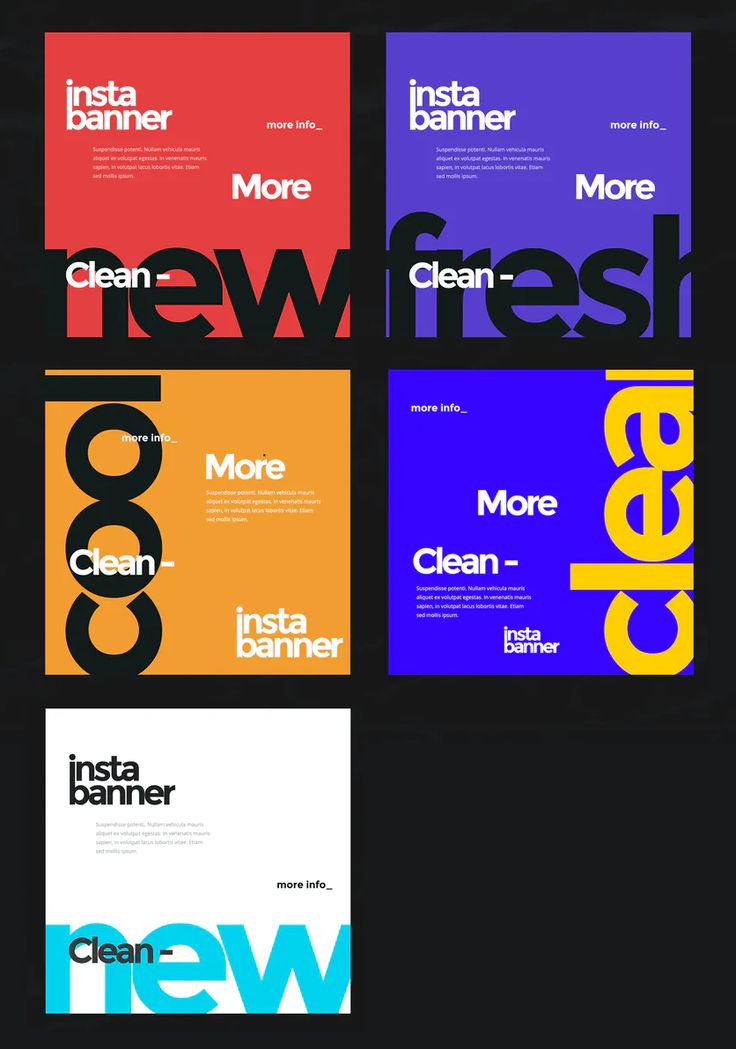 insta
banner
more info_
Suspendisse potenti. Nullam vehicula mauris
aliquet ex volutpat egestas. In venenatis mauris
sapien, in volutpat lacus lobortis vitae. Etiam
sed mollis ipsum.
More
Clean -
new
insta
banner
more info_
Suspendisse potenti. Nullam vehicula mauris
aliquet ex volutpat egestas. In venenatis mauris
sapien, in volutpat lacus lobortis vitae. Etiam
sed mollis ipsum.
More
Clean -
fresh
cool
more info_
More
Suspendisse potenti. Nullam vehicula mauris
aliquet ex volutpat egestas. In venenatis mauris
sapien, in volutpat lacus lobortis vitae. Etiam
sed mollis ipsum.
Clean -
insta
banner
more info_
More
Clean -
Suspendisse potenti. Nullam vehicula mauris
aliquet ex volutpat egestas. In venenatis mauris
sapien, in volutpat lacus lobortis vitae. Etiam
sed mollis ipsum.
insta
banner
clean
insta
banner
Suspendisse potenti. Nullam vehicula mauris
aliquet ex volutpat egestas. In venenatis mauris
sapien, in volutpat lacus lobortis vitae. Etiam
sed mollis ipsum.
more info_
Clean -
new